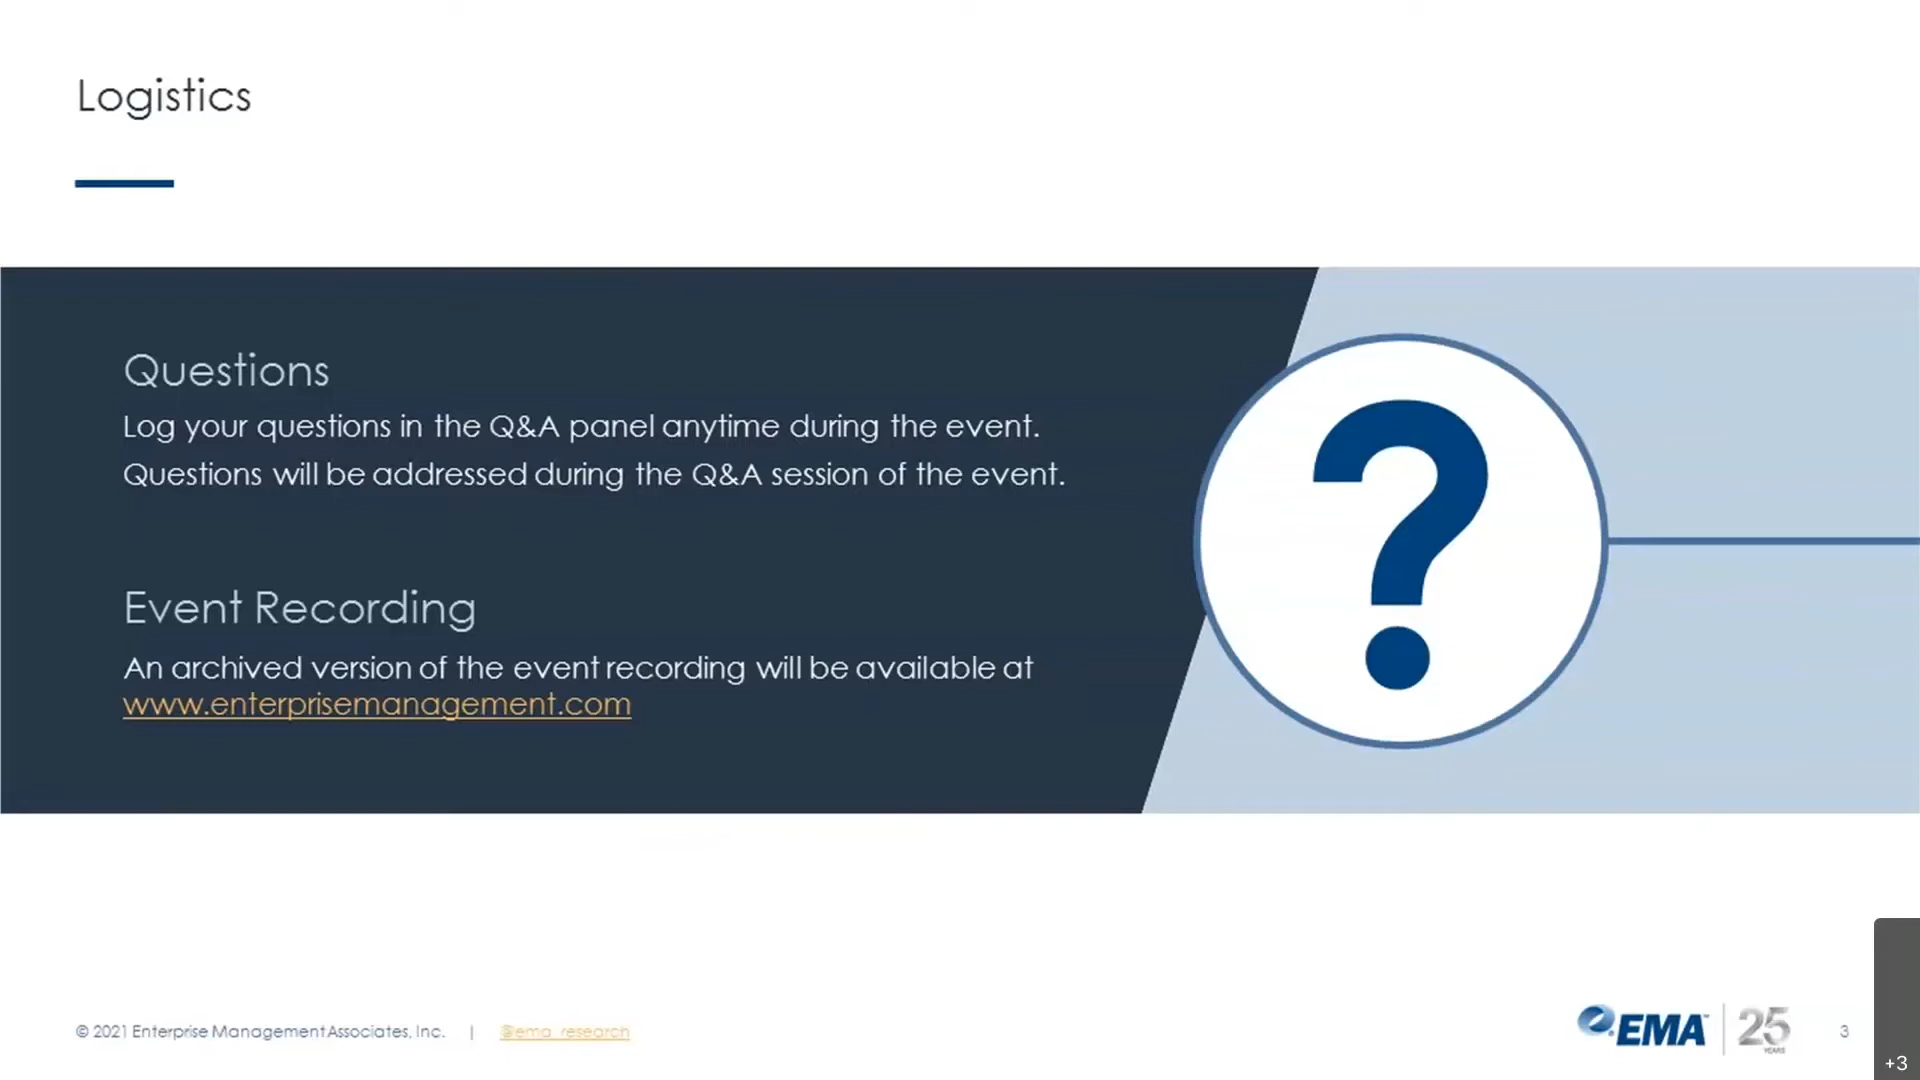 Logistics
Questions
Log your questions in the Q&A panel anytime during the event.
Questions will be addressed during the Q&A session of the event.
Event Recording
An archived version of the event recording will be available at
www.enterprisemanagement.com
?
© 2021 Enterprise Management Associates, Inc. | @ema_research
EMA™ 25 YEARS 3
+3